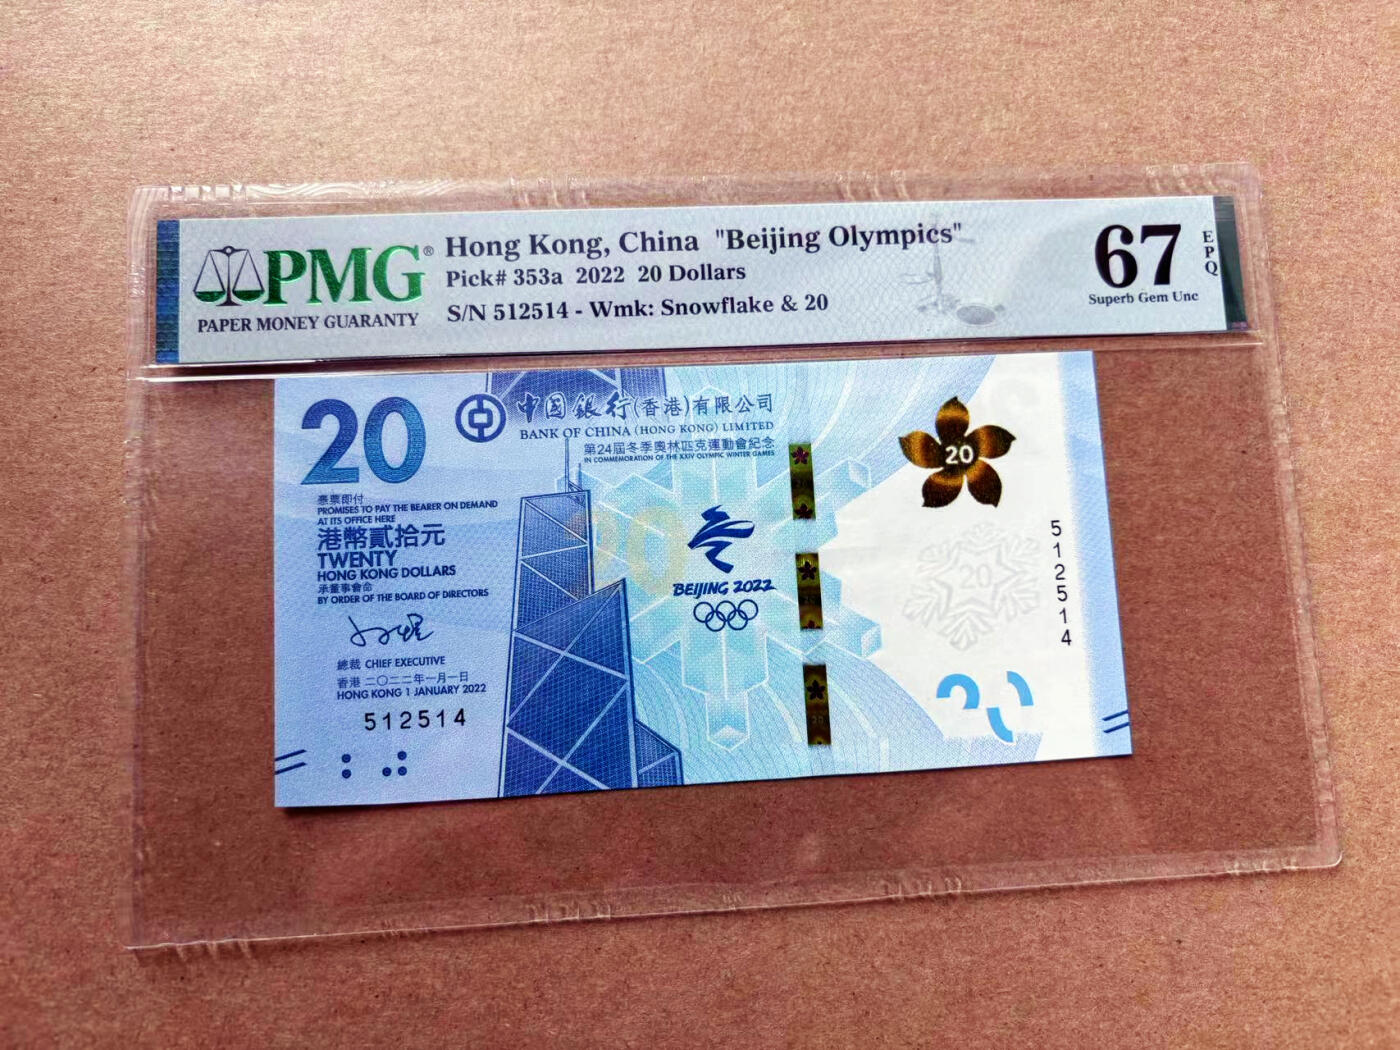 PMG®
PAPER MONEY GUARANTY
Hong Kong, China "Beijing Olympics"
Pick# 353a 2022 20 Dollars
S/N 512514 - Wmk: Snowflake & 20
67
EPQ
Superb Gem Unc
20
中國銀行(香港)有限公司
BANK OF CHINA (HONG KONG) LIMITED
第24屆冬季奧林匹克運動會紀念
IN COMMEMORATION OF THE XXIV OLYMPIC WINTER GAMES
憑票即付
PROMISES TO PAY THE BEARER ON DEMAND
AT ITS OFFICE HERE
港幣貳拾元
TWENTY
HONG KONG DOLLARS
承董事會命
BY ORDER OF THE BOARD OF DIRECTORS
總裁 CHIEF EXECUTIVE
香港 二〇二二年一月一日
HONG KONG 1 JANUARY 2022
512514
20
BEIJING 2022
20
20
512514
20